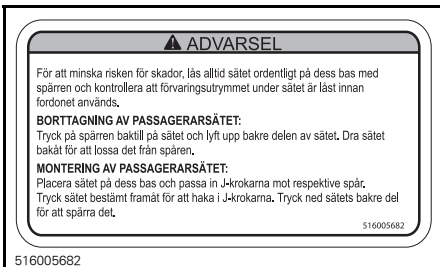 ADVARSEL
För att minska risken för skador, lås alltid sätet ordentligt på dess bas med
spärren och kontrollera att förvaringsutrymmet under sätet är låst innan
fordonet används.
BORTTAGNING AV PASSAGERARSÄTET:
Tryck på spärren baktill på sätet och lyft upp bakre delen av sätet. Dra sätet
bakåt för att lossa det från spåren.
MONTERING AV PASSAGERARSÄTET:
Placera sätet på dess bas och passa in J-krokarna mot respektive spår.
Tryck sätet bestämt framåt för att haka i J-krokarna. Tryck ned sätets bakre del
för att spärra det.
516005682
516005682